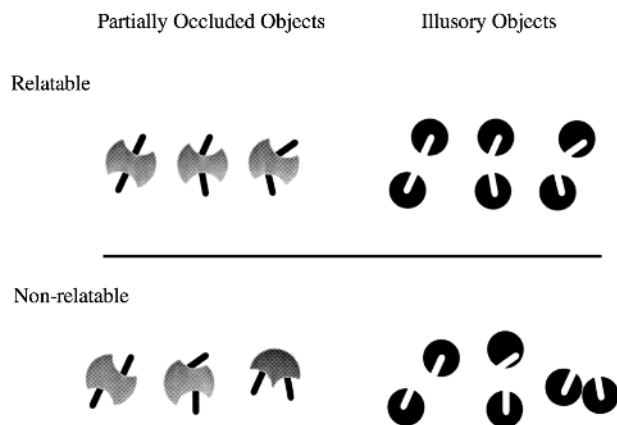 Partially Occluded Objects
Illusory Objects
Relatable
Non-relatable